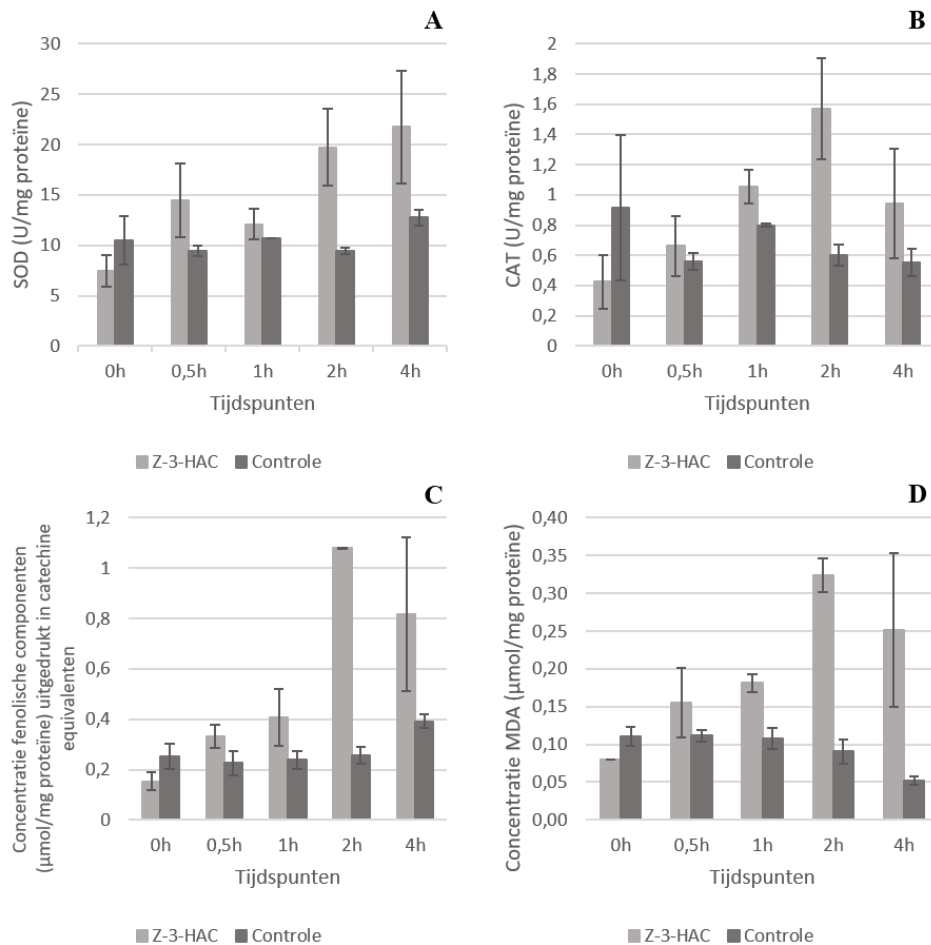 A
SOD (U/mg proteïne)
30
25
20
15
10
5
0
0h 0,5h 1h 2h 4h
Tijdspunten
Z-3-HAC Controle
B
CAT (U/mg proteïne)
2
1,8
1,6
1,4
1,2
1
0,8
0,6
0,4
0,2
0
0h 0,5h 1h 2h 4h
Tijdspunten
Z-3-HAC Controle
C
Concentratie fenolische componenten
(µmol/mg proteïne) uitgedrukt in catechine
equivalenten
1,2
1
0,8
0,6
0,4
0,2
0
0h 0,5h 1h 2h 4h
Tijdspunten
Z-3-HAC Controle
D
Concentratie MDA (µmol/mg proteïne)
0,40
0,35
0,30
0,25
0,20
0,15
0,10
0,05
0,00
0h 0,5h 1h 2h 4h
Tijdspunten
Z-3-HAC Controle